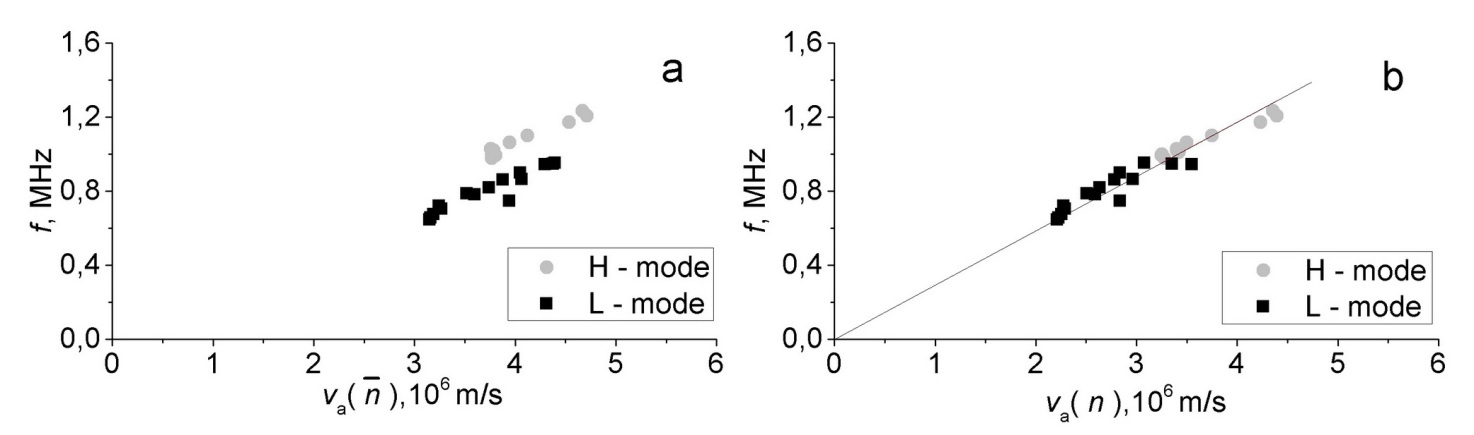 1,6
1,2
0,8
0,4
0,0
f, MHz
a
H - mode
L - mode
0 1 2 3 4 5 6
va( n̅ ),10⁶ m/s
1,6
1,2
0,8
0,4
0,0
f, MHz
b
H - mode
L - mode
0 1 2 3 4 5 6
va( n ),10⁶ m/s